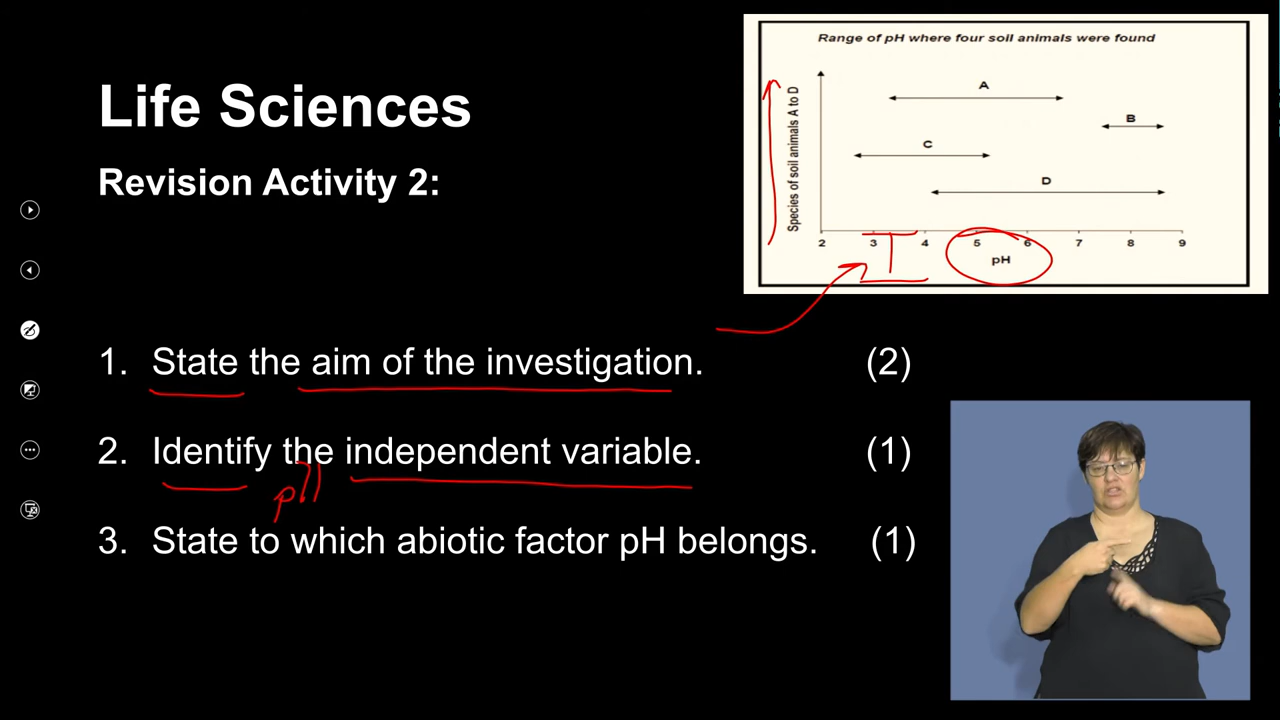 Life Sciences
Revision Activity 2:
Range of pH where four soil animals were found
Species of soil animals A to D
A
B
C
D
2 3 4 5 6 7 8 9
I
pH
1. State the aim of the investigation. (2)
2. Identify the independent variable. (1)
pH
3. State to which abiotic factor pH belongs. (1)